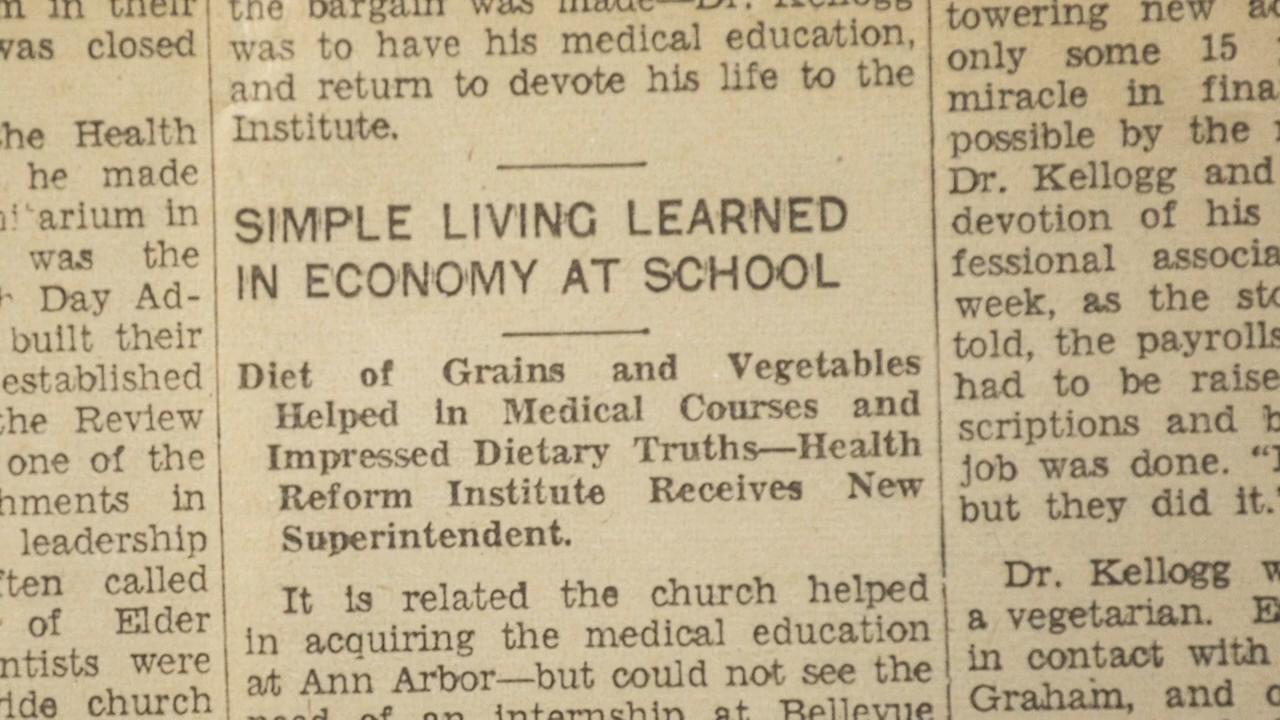 m in their
was closed
the Health
he made
arium in
was the
Day Ad-
built their
established
the Review
one of the
hments in
leadership
ften called
of Elder
ntists were
ride church
the bargain was made—Dr. Kellogg
was to have his medical education,
and return to devote his life to the
Institute.
SIMPLE LIVING LEARNED
IN ECONOMY AT SCHOOL
Diet of Grains and Vegetables
Helped in Medical Courses and
Impressed Dietary Truths—Health
Reform Institute Receives New
Superintendent.
It is related the church helped
in acquiring the medical education
at Ann Arbor—but could not see the
need of an internship at Bellevue
towering new
only some 15
miracle in fina
possible by the
Dr. Kellogg and
devotion of his
fessional associa
week, as the sto
told, the payrolls
had to be raise
scriptions and b
job was done. "I
but they did it."
Dr. Kellogg w
a vegetarian. E
in contact with
Graham, and